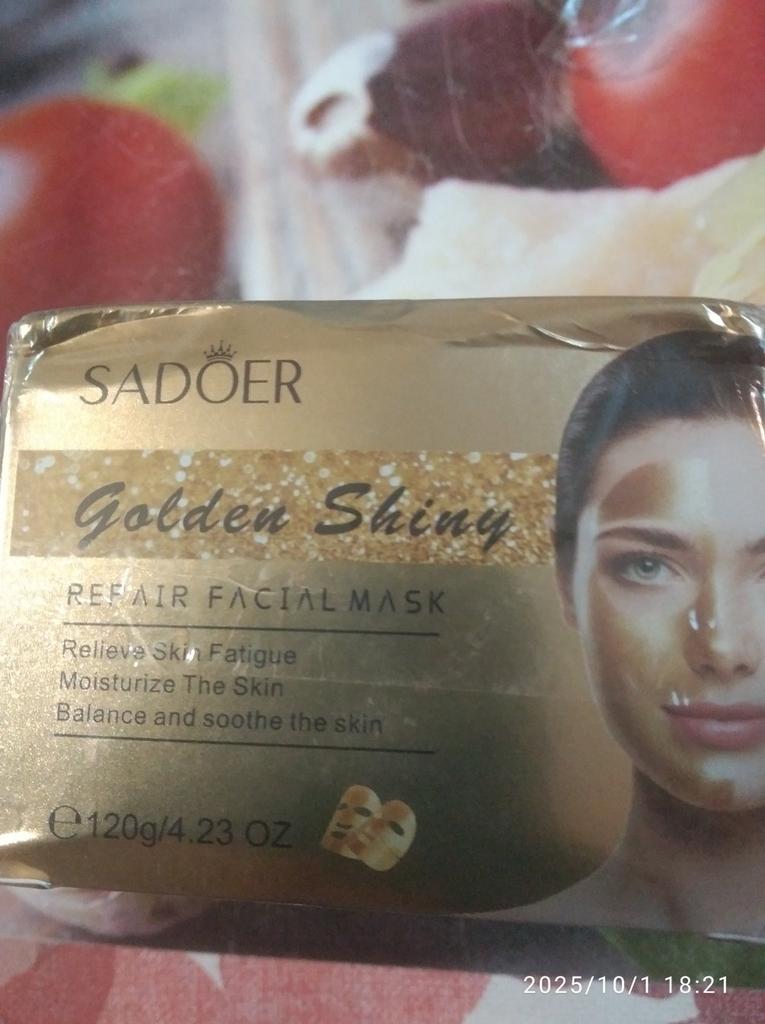 SADOER
Golden Shiny
REPAIR FACIAL MASK
Relieve Skin Fatigue
Moisturize The Skin
Balance and soothe the skin
℮120g/4.23 OZ
2025/10/1 18:21